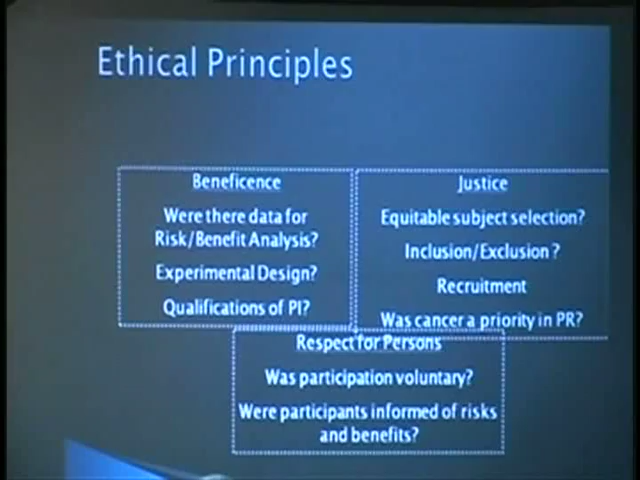 Ethical Principles
Beneficence
Were there data for
Risk/Benefit Analysis?
Experimental Design?
Qualifications of PI?
Justice
Equitable subject selection?
Inclusion/Exclusion ?
Recruitment
Was cancer a priority in PR?
Respect for Persons
Was participation voluntary?
Were participants informed of risks
and benefits?